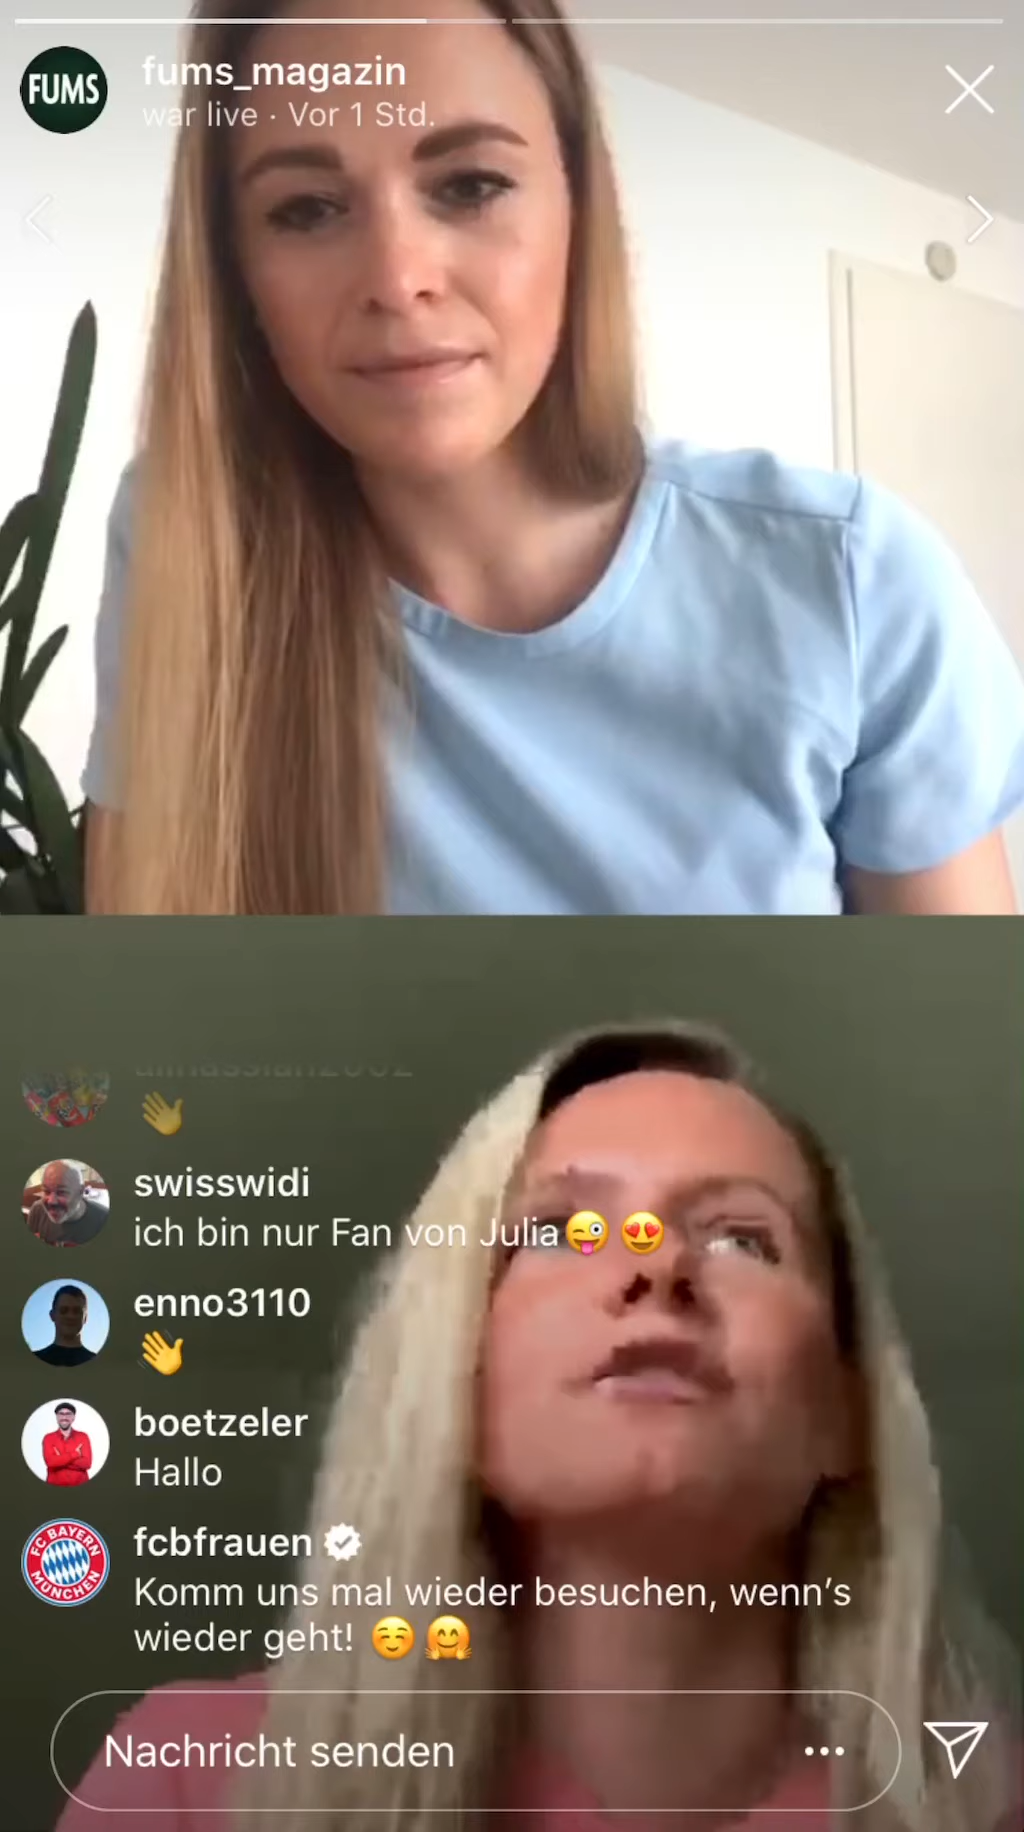 FUMS
fums_magazin
war live · Vor 1 Std.
👋
swisswidi
ich bin nur Fan von Julia😜 😍
enno3110
👋
boetzeler
Hallo
FC BAYERN
MÜNCHEN
fcbfrauen
Komm uns mal wieder besuchen, wenn’s
wieder geht! ☺️ 🤗
Nachricht senden